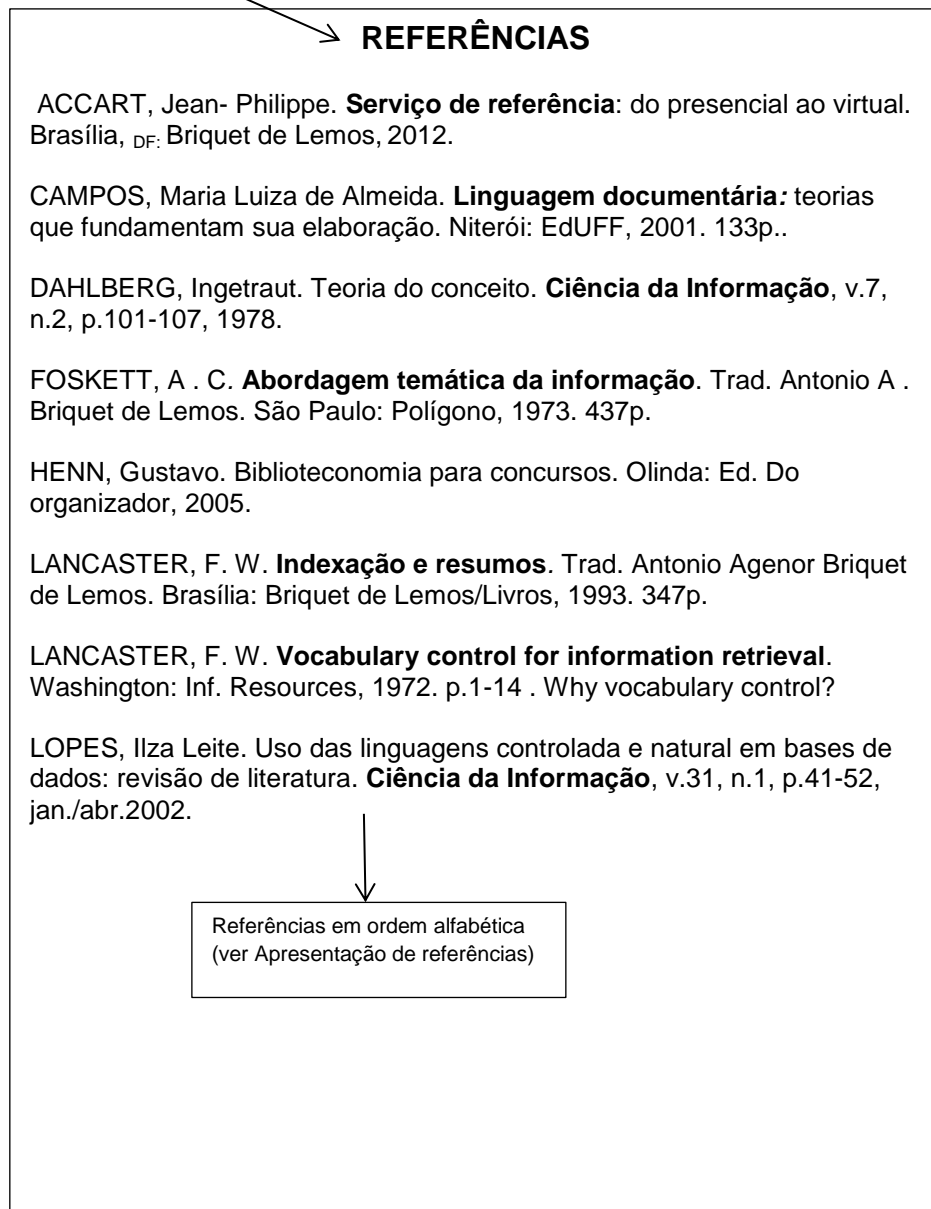 REFERÊNCIAS
ACCART, Jean- Philippe. Serviço de referência: do presencial ao virtual.
Brasília, DF: Briquet de Lemos, 2012.
CAMPOS, Maria Luiza de Almeida. Linguagem documentária: teorias
que fundamentam sua elaboração. Niterói: EdUFF, 2001. 133p..
DAHLBERG, Ingetraut. Teoria do conceito. Ciência da Informação, v.7,
n.2, p.101-107, 1978.
FOSKETT, A . C. Abordagem temática da informação. Trad. Antonio A .
Briquet de Lemos. São Paulo: Polígono, 1973. 437p.
HENN, Gustavo. Biblioteconomia para concursos. Olinda: Ed. Do
organizador, 2005.
LANCASTER, F. W. Indexação e resumos. Trad. Antonio Agenor Briquet
de Lemos. Brasília: Briquet de Lemos/Livros, 1993. 347p.
LANCASTER, F. W. Vocabulary control for information retrieval.
Washington: Inf. Resources, 1972. p.1-14 . Why vocabulary control?
LOPES, Ilza Leite. Uso das linguagens controlada e natural em bases de
dados: revisão de literatura. Ciência da Informação, v.31, n.1, p.41-52,
jan./abr.2002.
Referências em ordem alfabética
(ver Apresentação de referências)